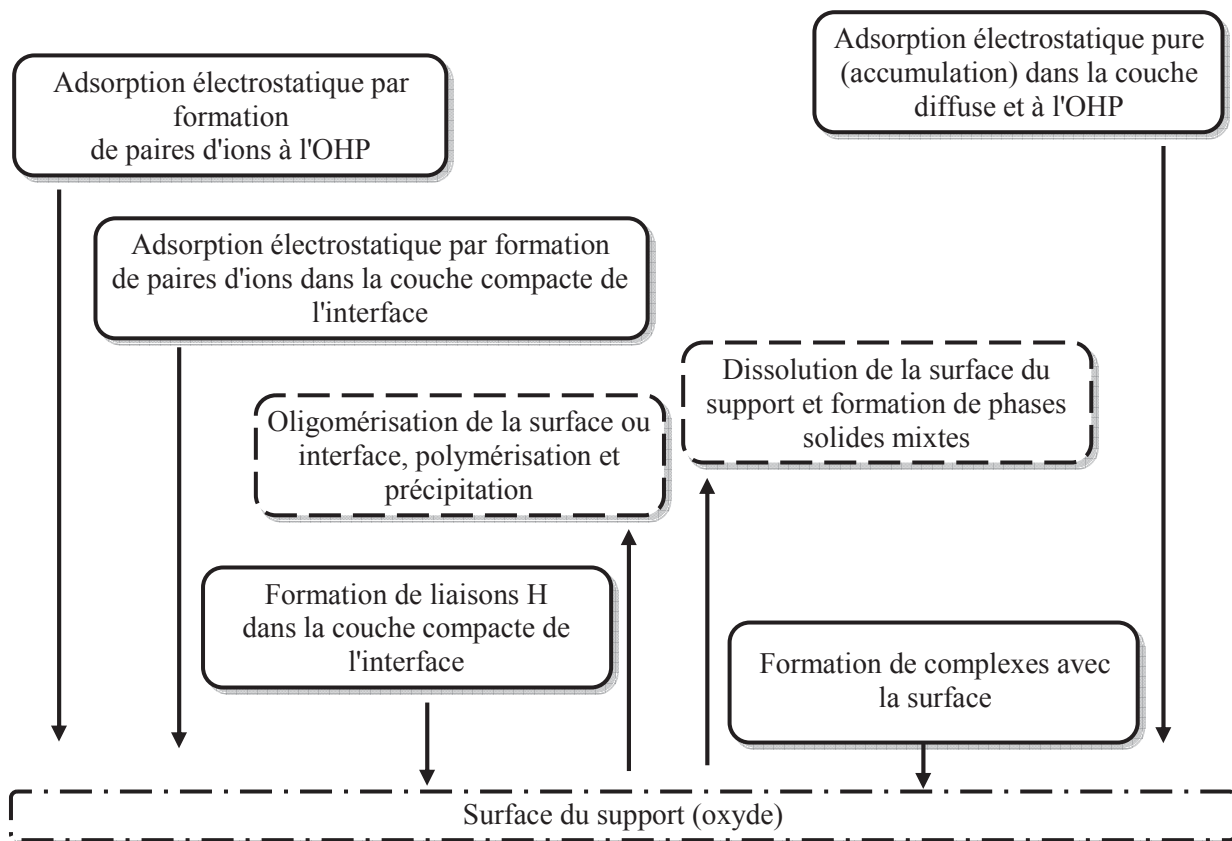 Adsorption électrostatique par
formation
de paires d'ions à l'OHP
Adsorption électrostatique pure
(accumulation) dans la couche
diffuse et à l'OHP
Adsorption électrostatique par formation
de paires d'ions dans la couche compacte de
l'interface
Dissolution de la surface du
support et formation de phases
solides mixtes
Oligomérisation de la surface ou
interface, polymérisation et
précipitation
Formation de liaisons H
dans la couche compacte de
l'interface
Formation de complexes avec
la surface
Surface du support (oxyde)